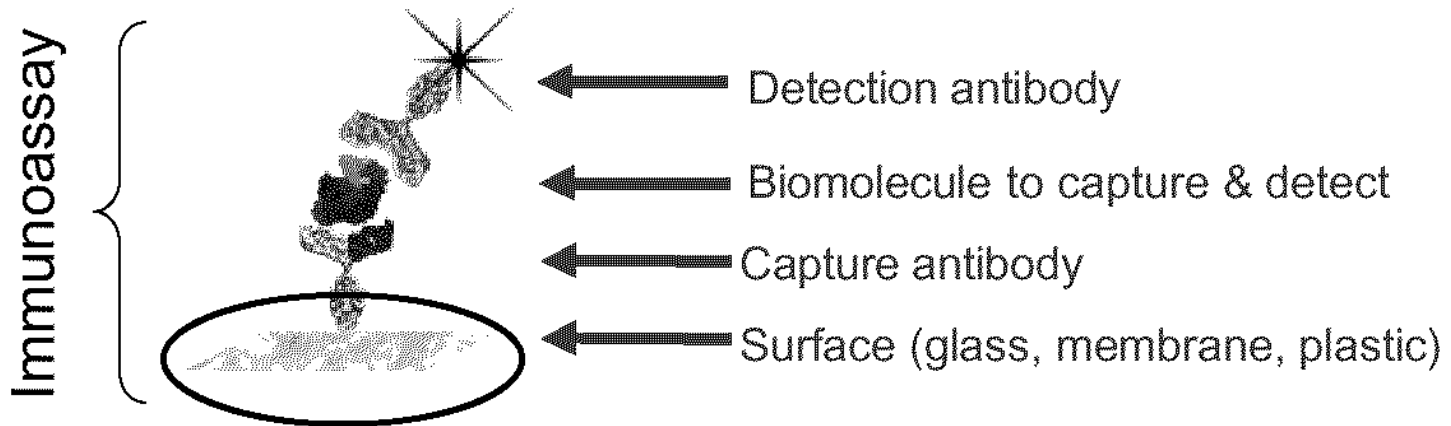 Immunoassay
Detection antibody
Biomolecule to capture & detect
Capture antibody
Surface (glass, membrane, plastic)